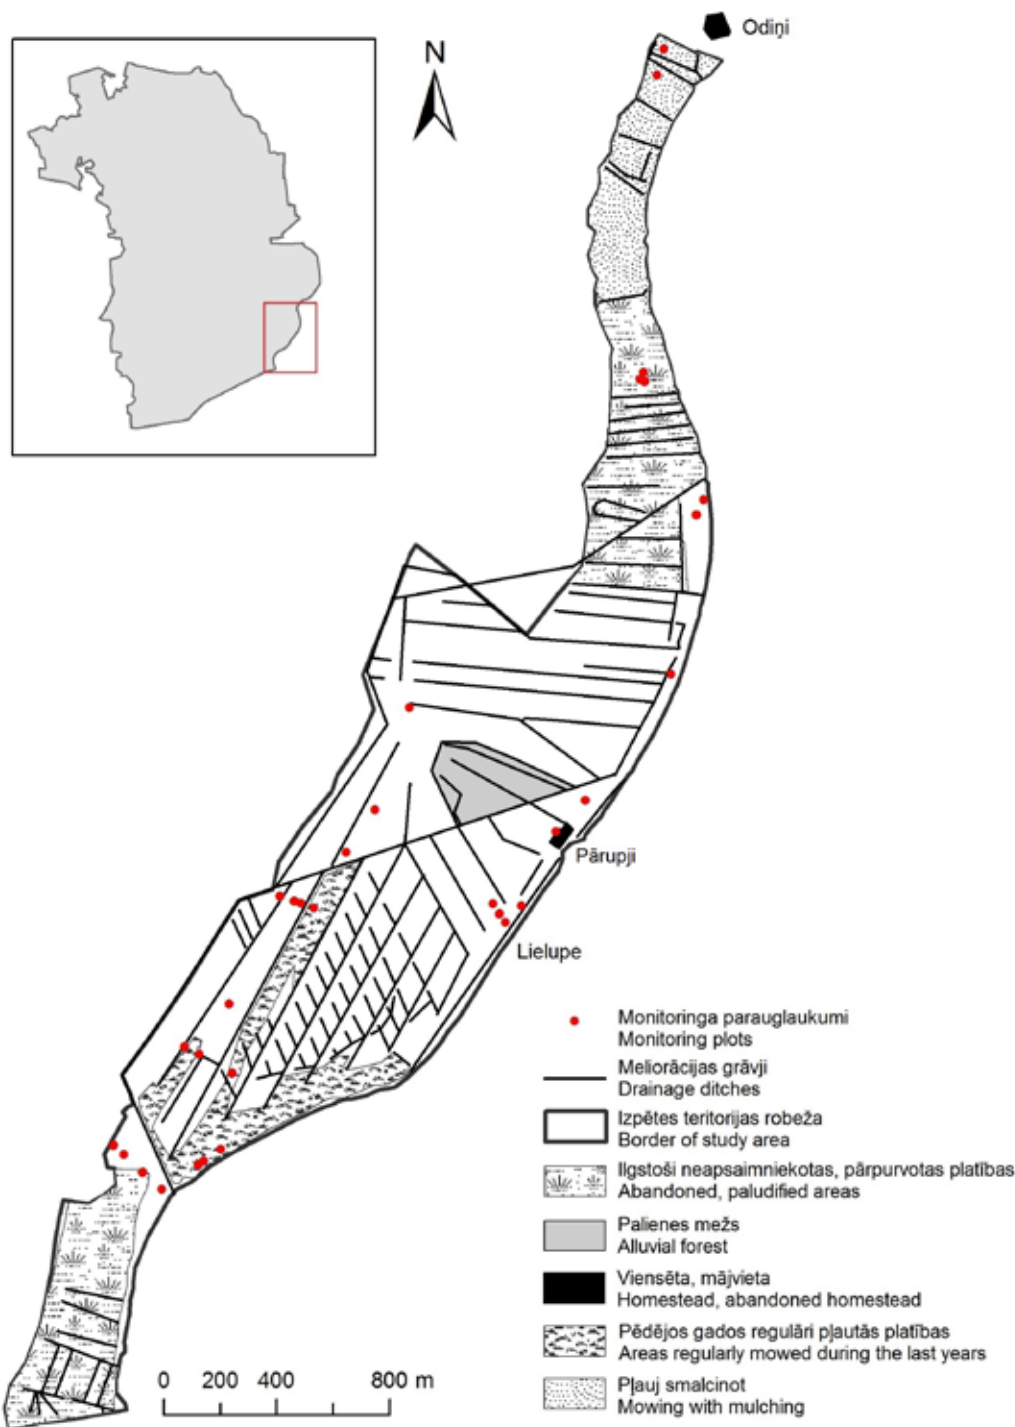 Odiņi
N
Pārupji
Lielupe
Monitoringa parauglaukumi
Monitoring plots
Meliorācijas grāvji
Drainage ditches
Izpētes teritorijas robeža
Border of study area
Ilgstoši neapsaimniekotas, pārpurvotas platības
Abandoned, paludified areas
Palienes mežs
Alluvial forest
Viensēta, mājvieta
Homestead, abandoned homestead
Pēdējos gados regulāri pļautās platības
Areas regularly mowed during the last years
Pļauj smalcinot
Mowing with mulching
0 200 400 800 m